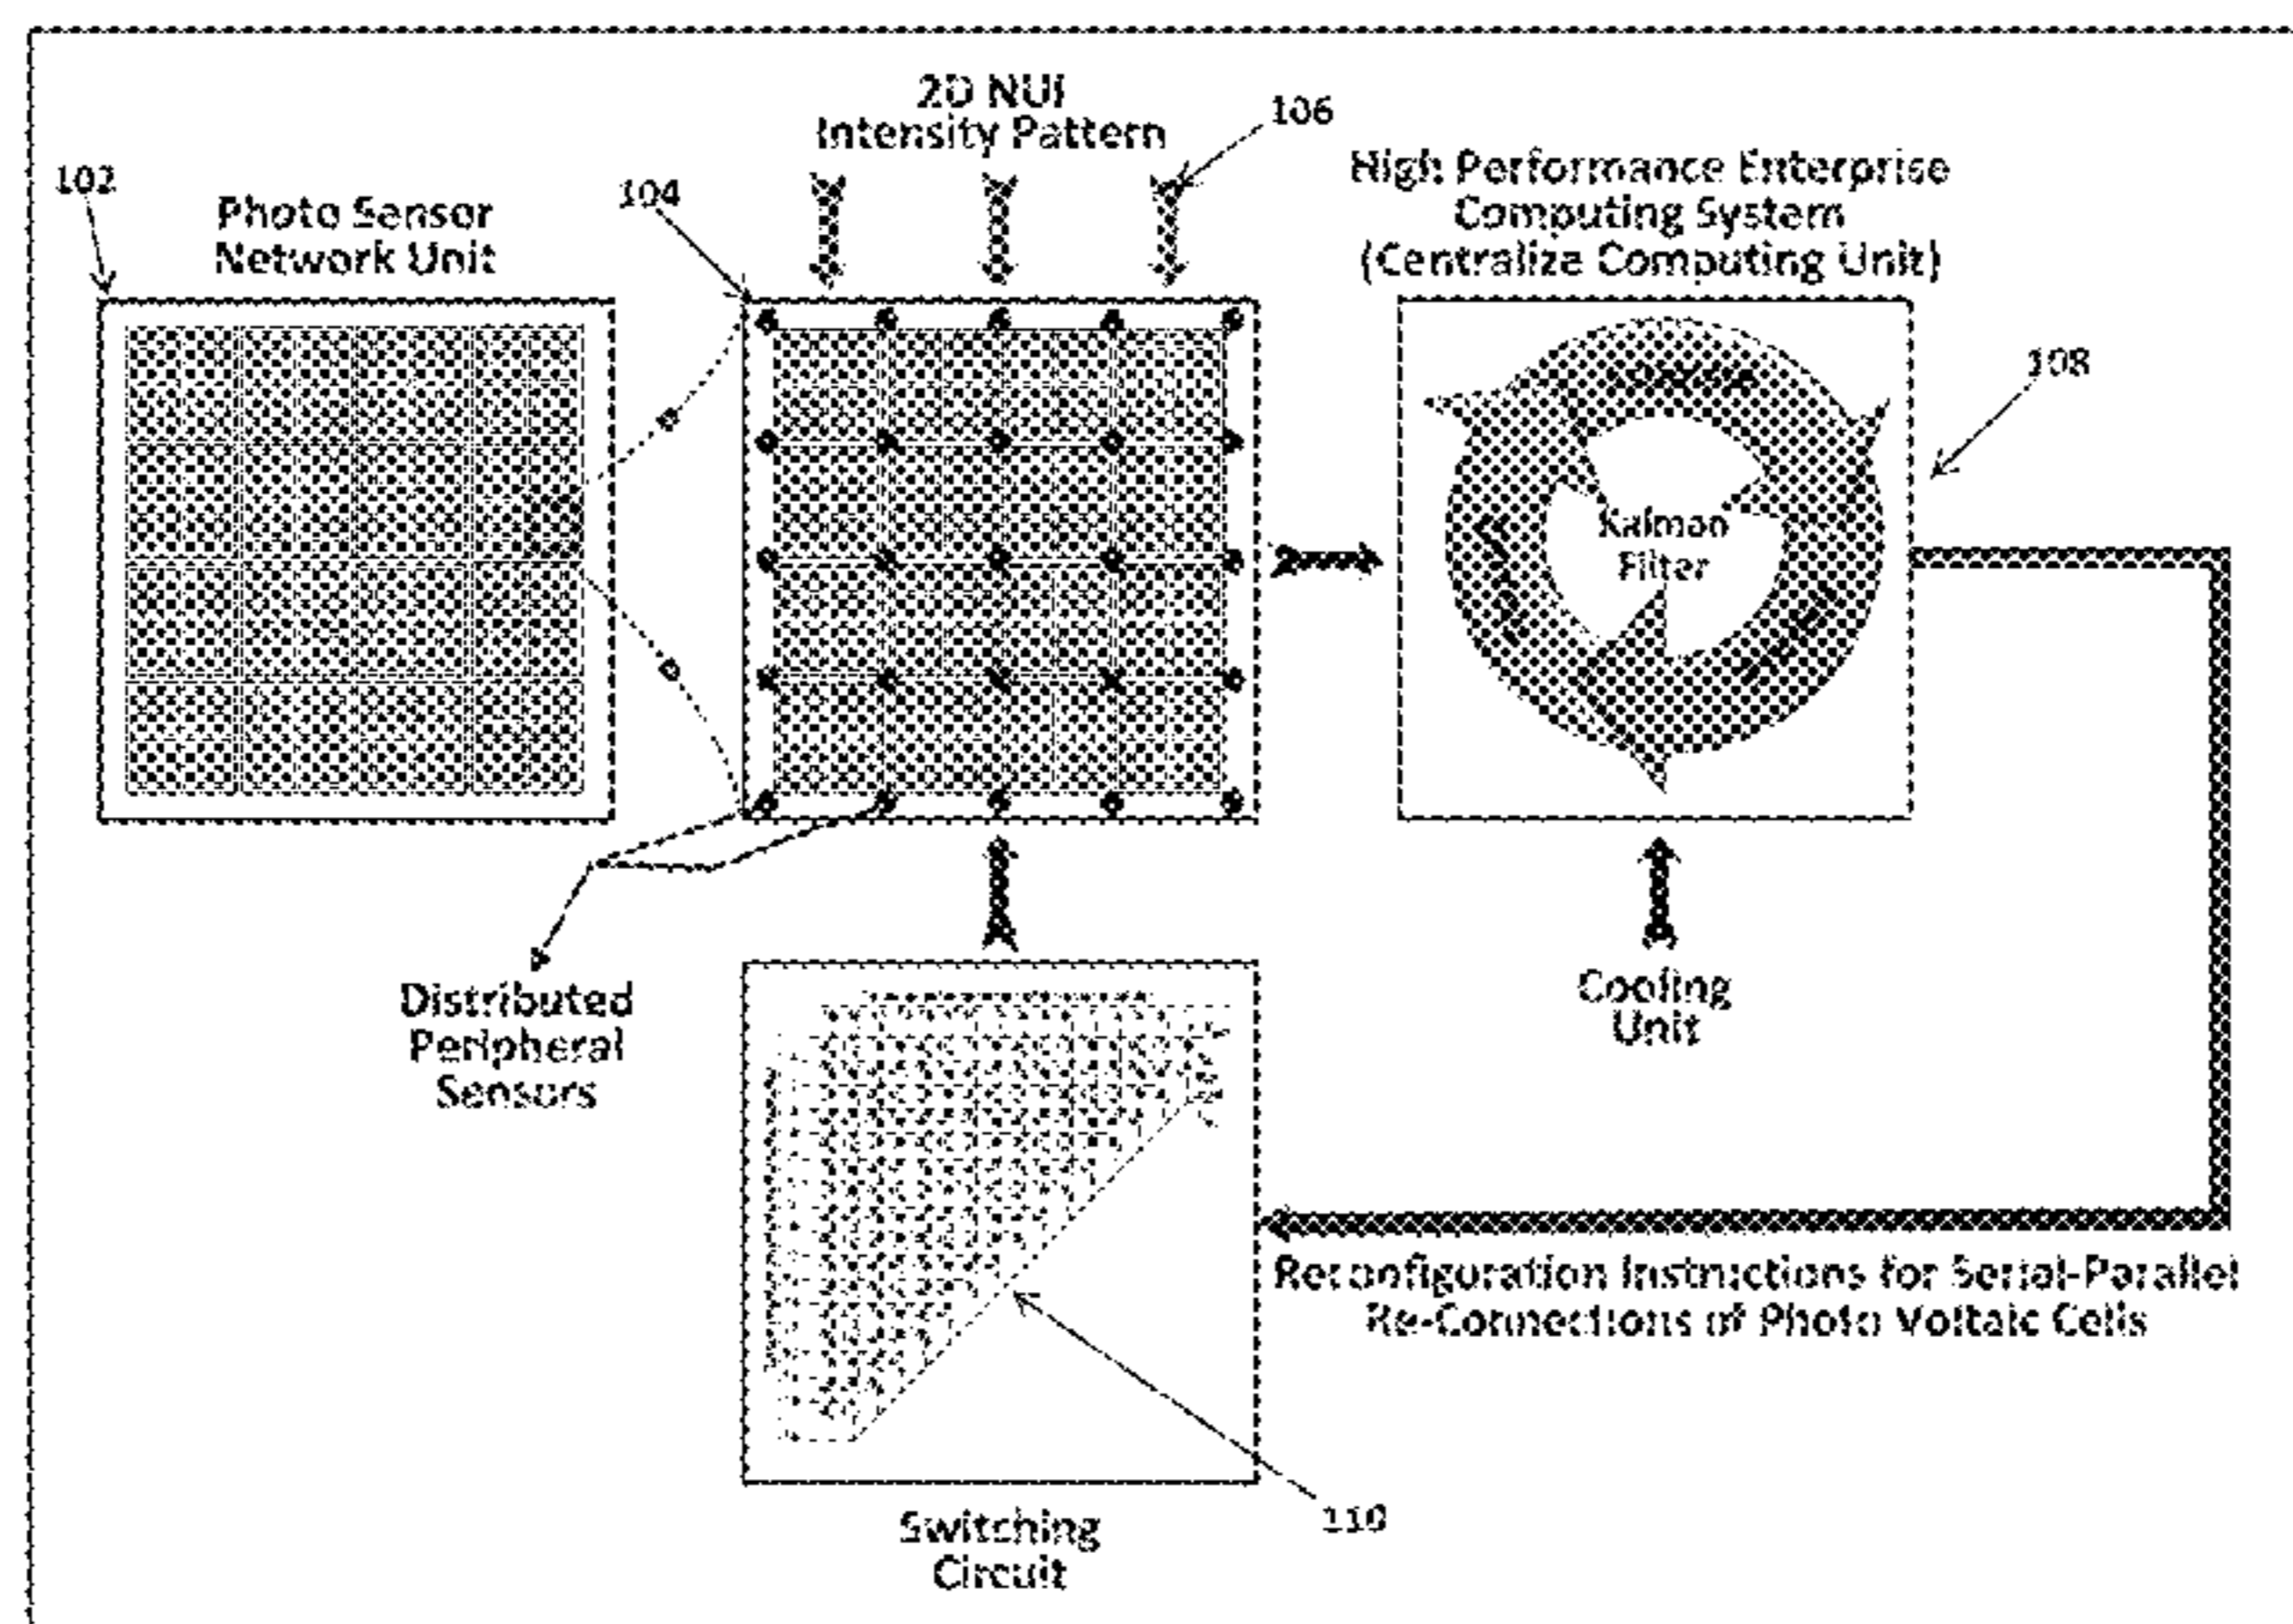 2D NUI
Intensity Pattern
106
102
Photo Sensor
Network Unit
104
High Performance Enterprise
Computing System
(Centralize Computing Unit)
108
Kalman
Filter
Distributed
Peripheral
Sensors
Cooling
Unit
Reconfiguration Instructions for Serial-Parallel
Re-Connections of Photo Voltaic Cells
110
Switching
Circuit